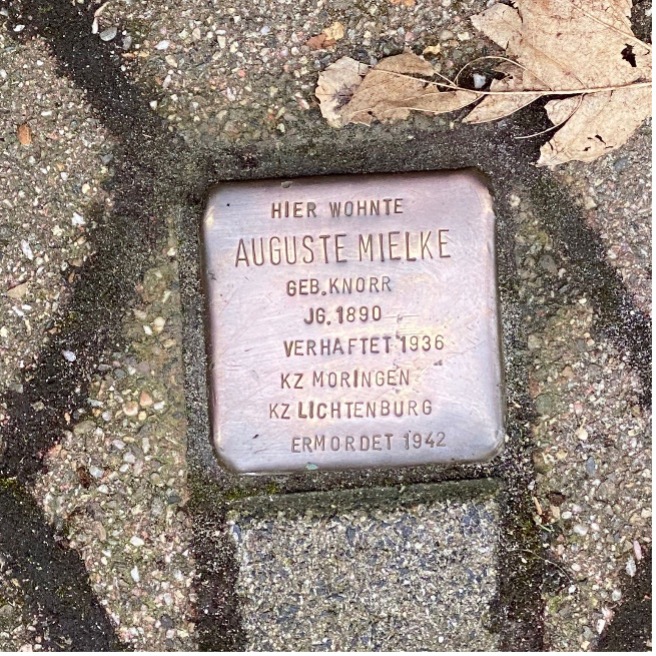 HIER WOHNTE
AUGUSTE MIELKE
GEB. KNORR
JG. 1890
VERHAFTET 1936
KZ MORINGEN
KZ LICHTENBURG
ERMORDET 1942